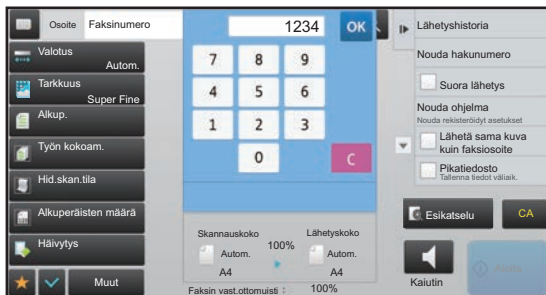 Osoite Faksinumero
1234 OK
Valotus
Autom.
Tarkkuus
Super Fine
Alkup.
Työn kokoam.
Hid.skan.tila
Alkuperäisten määrä
Häivytys
Muut
7 8 9
4 5 6
1 2 3
0 C
Skannauskoko
Autom.
A4
100%
Lähetyskoko
Autom.
A4
Faksin vast.ottomuisti : 100%
Lähetyshistoria
Nouda hakunumero
Suora lähetys
Nouda ohjelma
Nouda rekisteröidyt asetukset
Lähetä sama kuva
kuin faksiosoite
Pikatiedosto
Tallenna tiedot väliaik.
Esikatselu CA
Kaiutin
Aloita